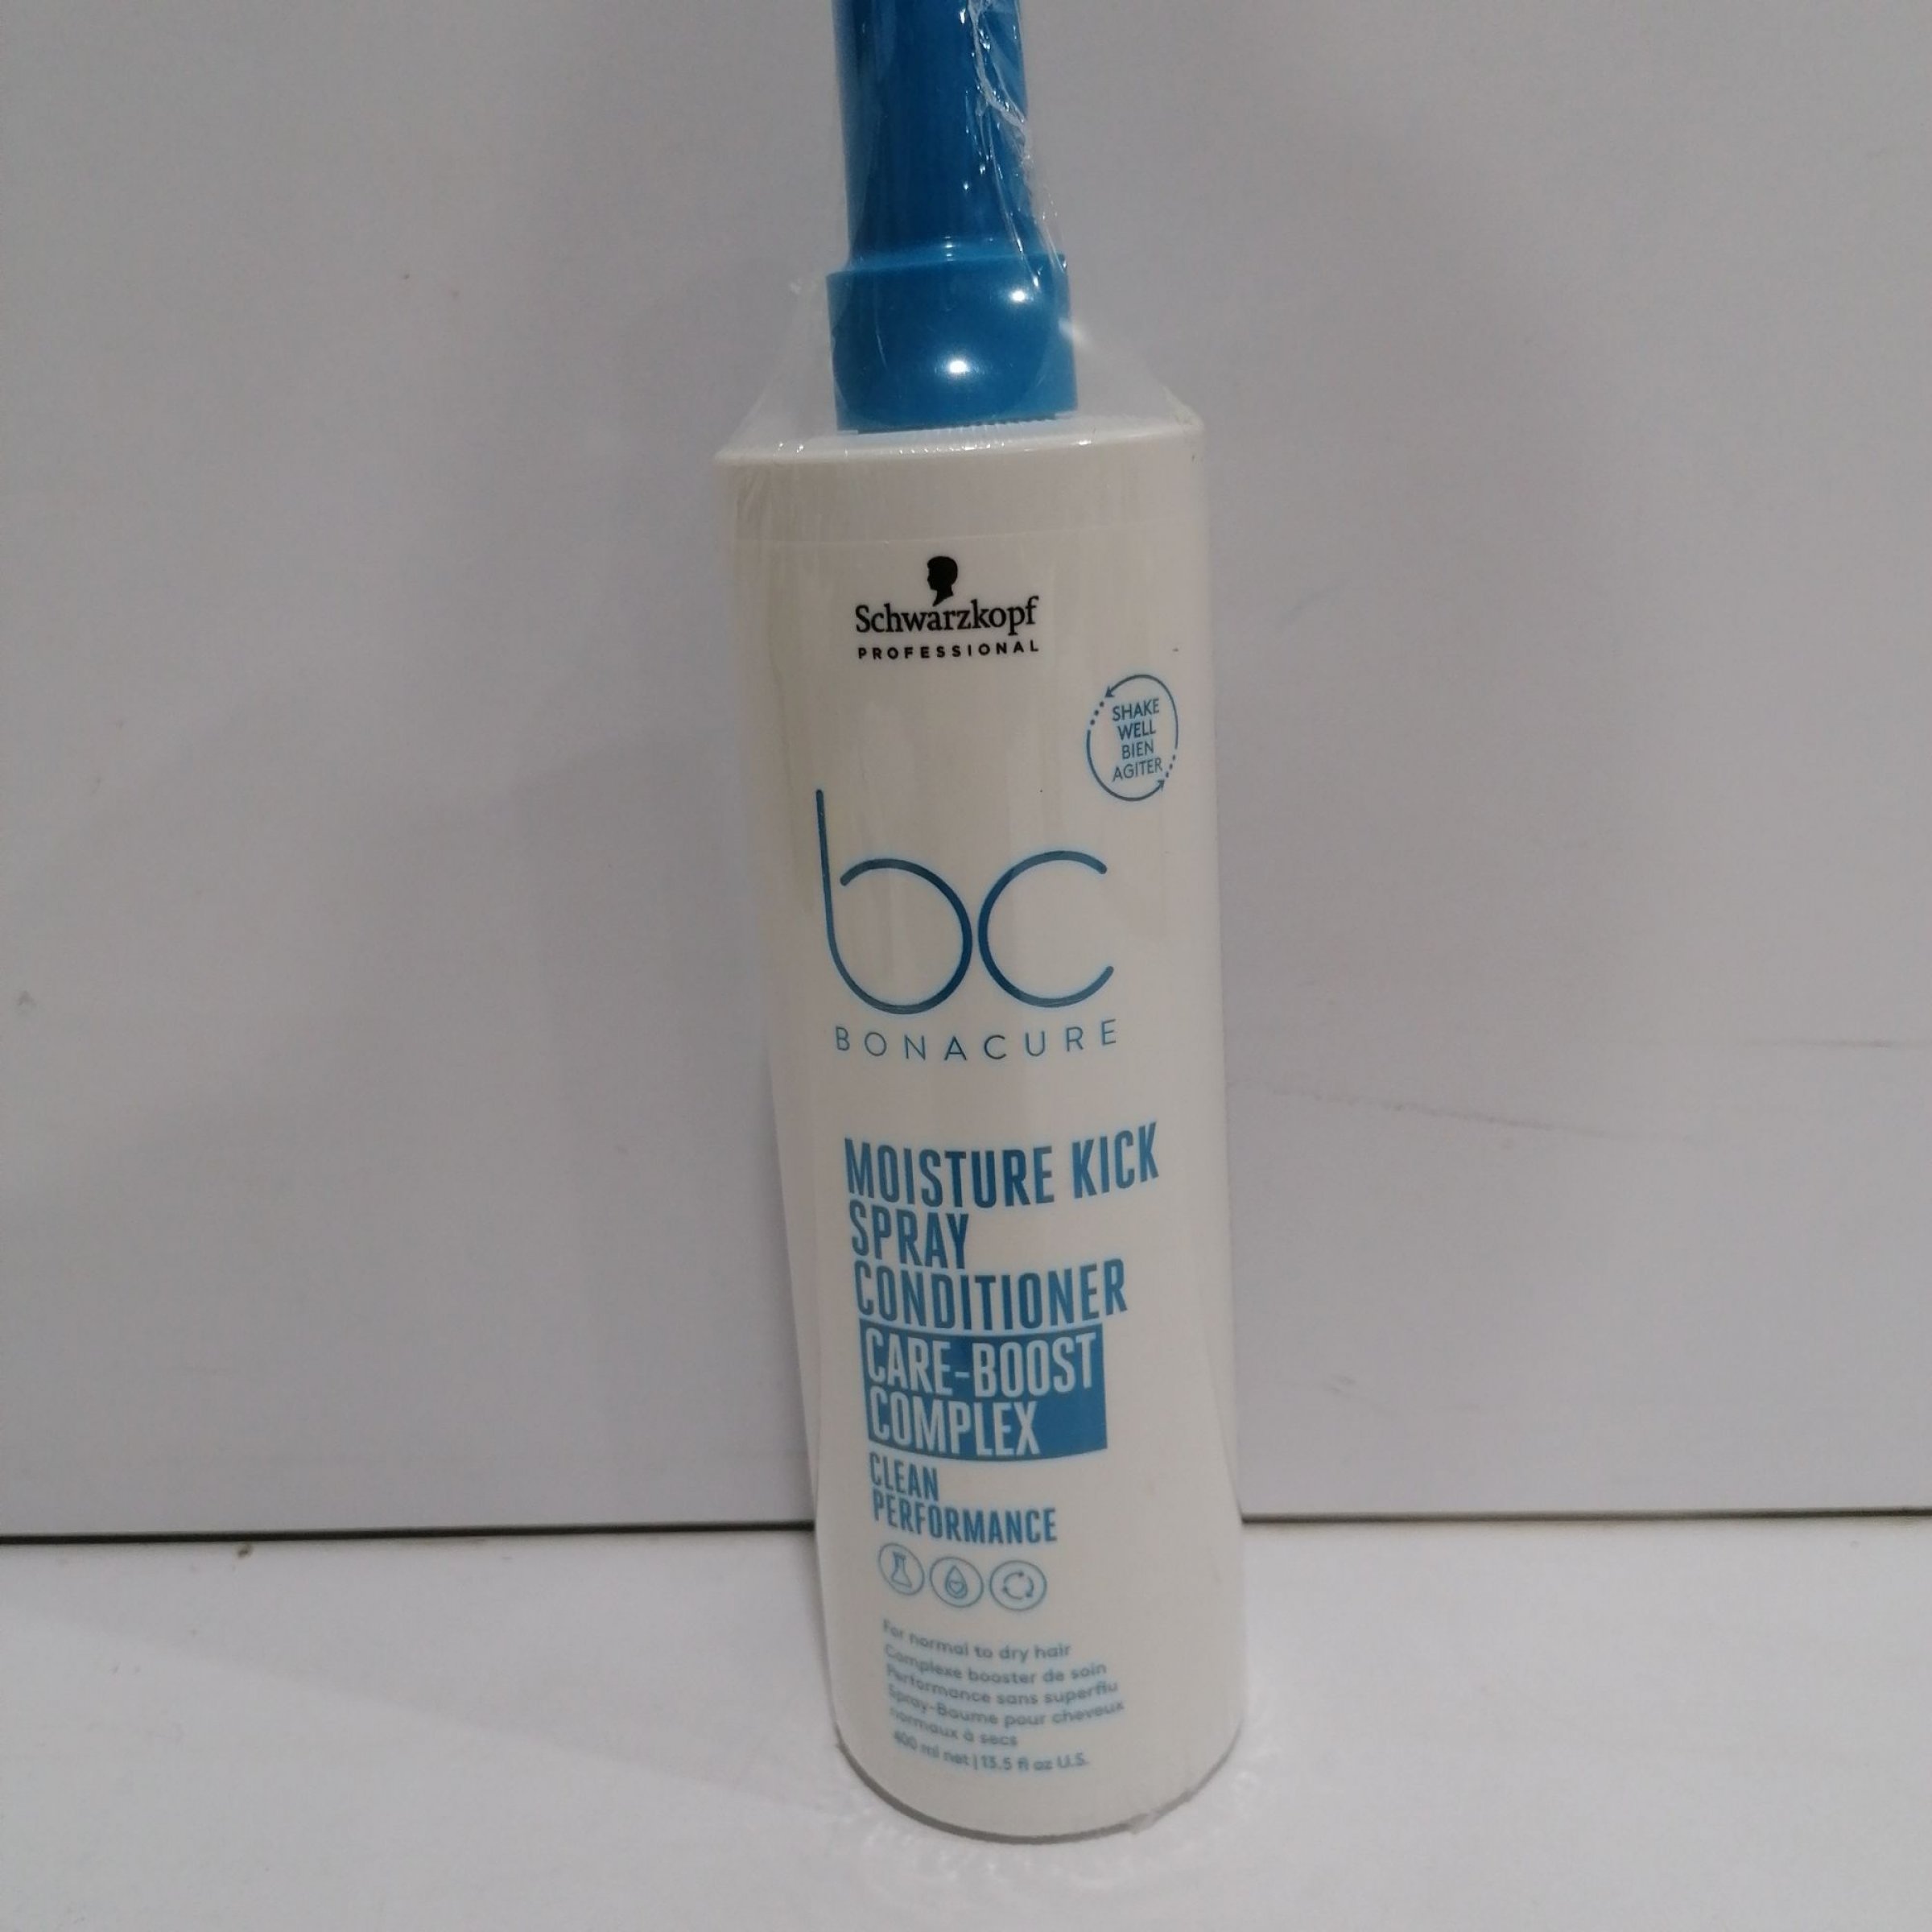 Schwarzkopf
PROFESSIONAL
SHAKE
WELL
BIEN
AGITER
bc
BONACURE
MOISTURE KICK
SPRAY
CONDITIONER
CARE-BOOST
COMPLEX
CLEAN
PERFORMANCE
For normal to dry hair
Complexe booster de soin
Performance sans superflu
Spray-Baume pour cheveux
normaux à secs
400 ml net | 13.5 fl oz U.S.